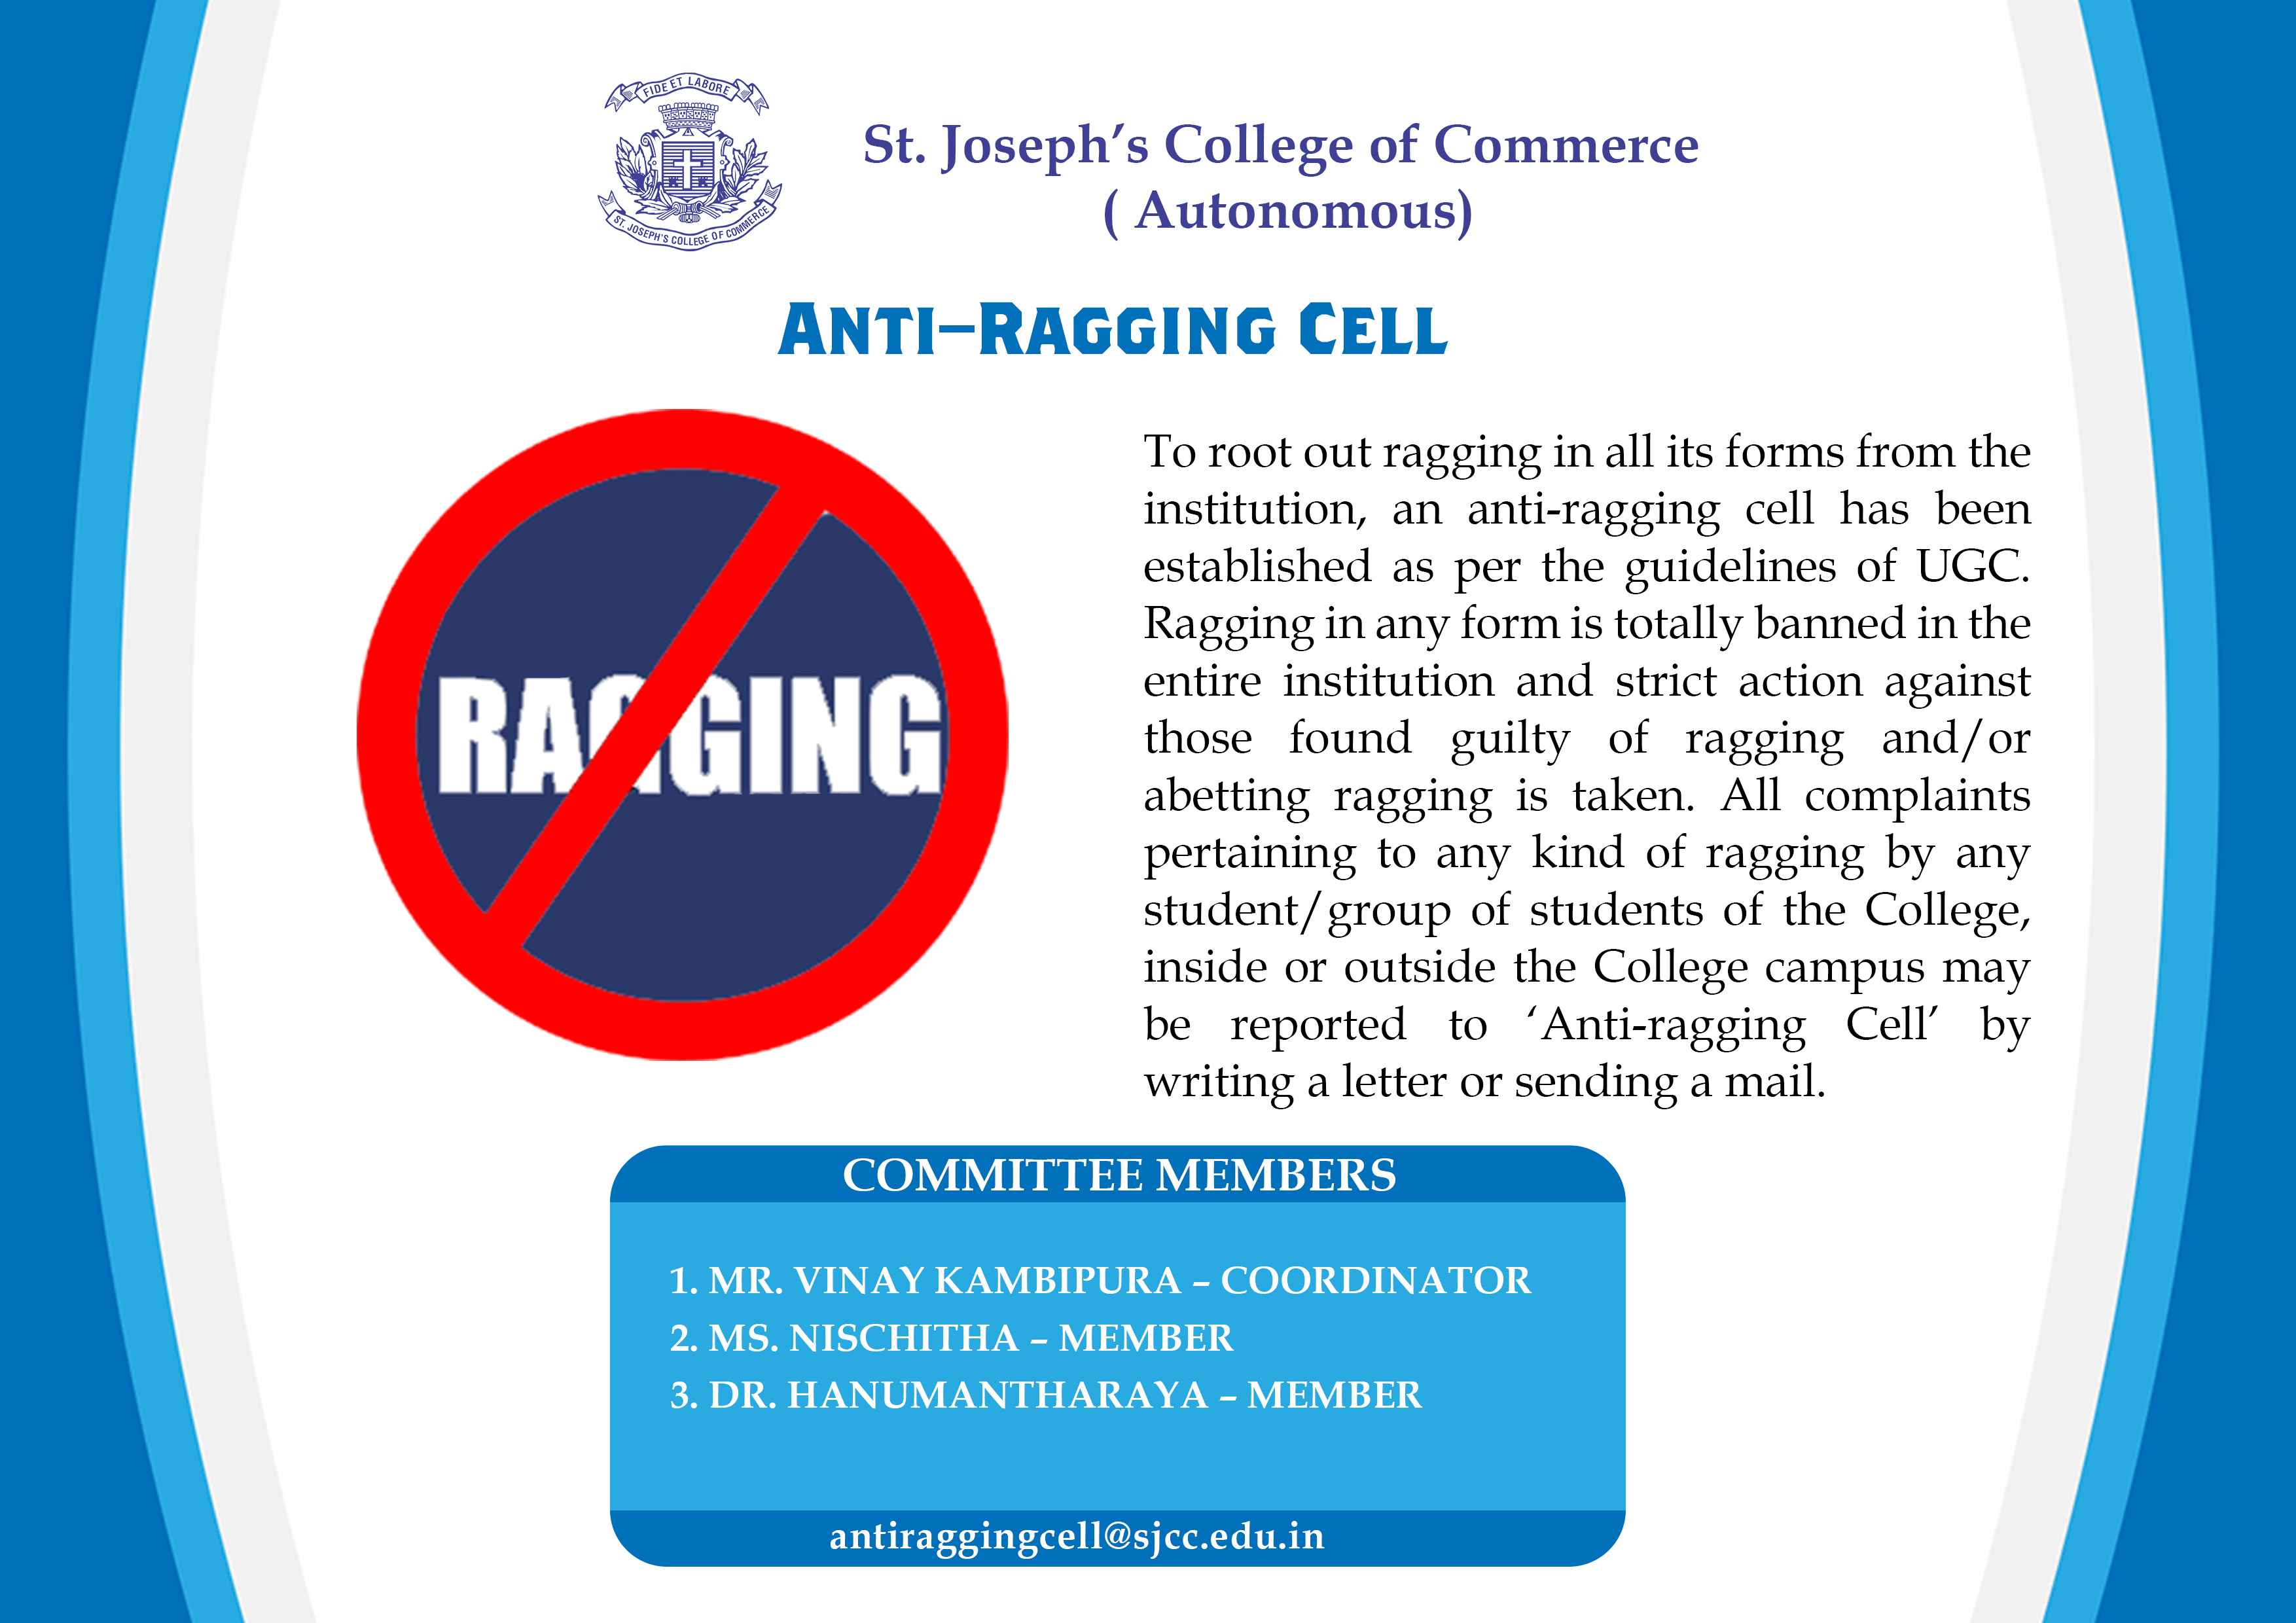 FIDE ET LABORE
ST. JOSEPH'S COLLEGE OF COMMERCE
St. Joseph’s College of Commerce
( Autonomous)
ANTI–RAGGING CELL
RAGGING
To root out ragging in all its forms from the
institution, an anti-ragging cell has been
established as per the guidelines of UGC.
Ragging in any form is totally banned in the
entire institution and strict action against
those found guilty of ragging and/or
abetting ragging is taken. All complaints
pertaining to any kind of ragging by any
student/group of students of the College,
inside or outside the College campus may
be reported to ‘Anti-ragging Cell’ by
writing a letter or sending a mail.
COMMITTEE MEMBERS
1. MR. VINAY KAMBIPURA – COORDINATOR
2. MS. NISCHITHA – MEMBER
3. DR. HANUMANTHARAYA – MEMBER
antiraggingcell@sjcc.edu.in